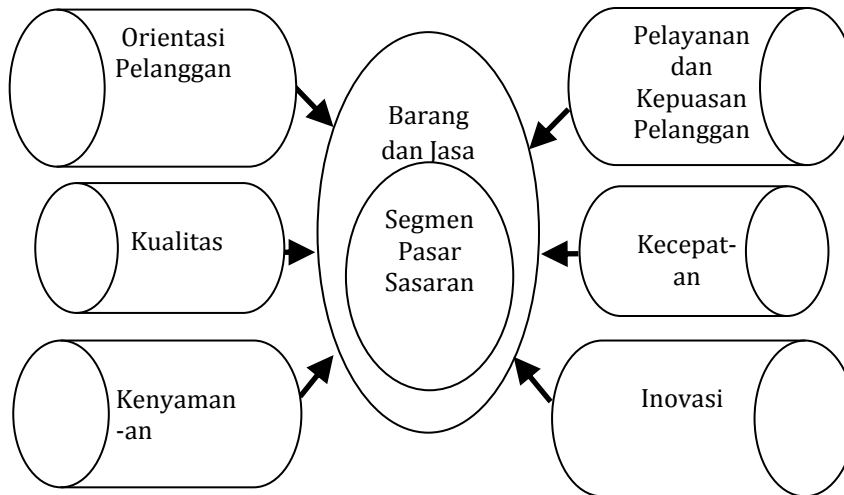 Orientasi
Pelanggan
Barang
dan Jasa
Pelayanan
dan
Kepuasan
Pelanggan
Kualitas
Segmen
Pasar
Sasaran
Kecepat-
an
Kenyaman
-an
Inovasi